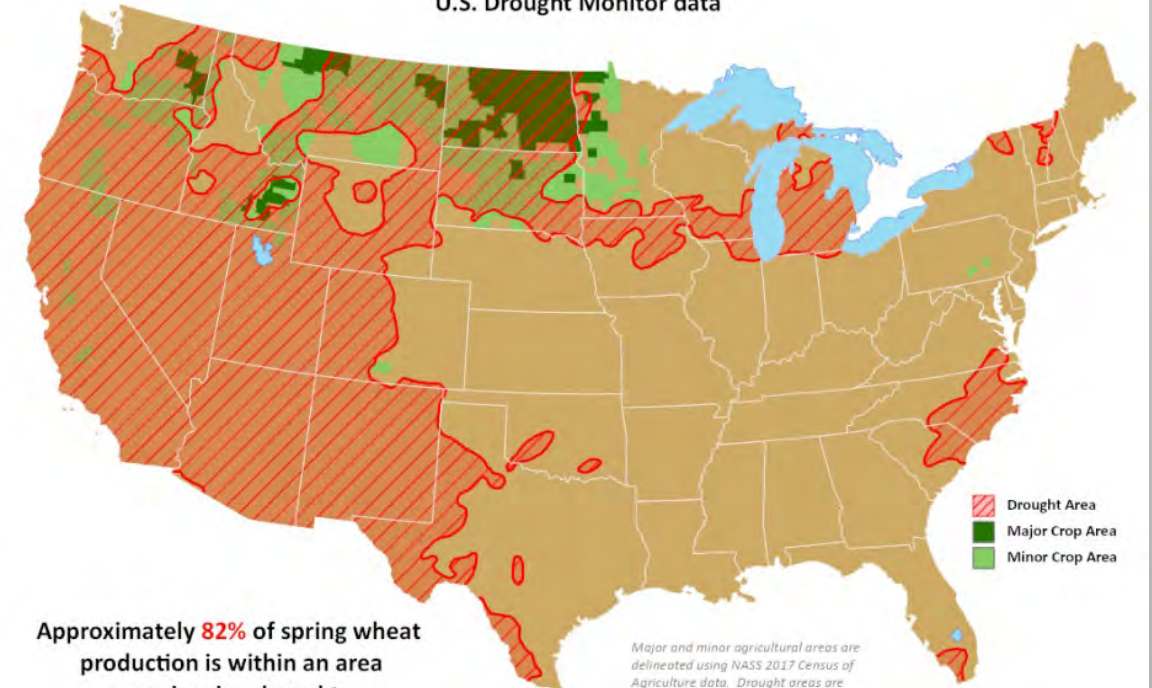 U.S. Drought Monitor data
Drought Area
Major Crop Area
Minor Crop Area
Approximately 82% of spring wheat
production is within an area
Major and minor agricultural areas are
delineated using NASS 2017 Census of
Agriculture data. Drought areas are